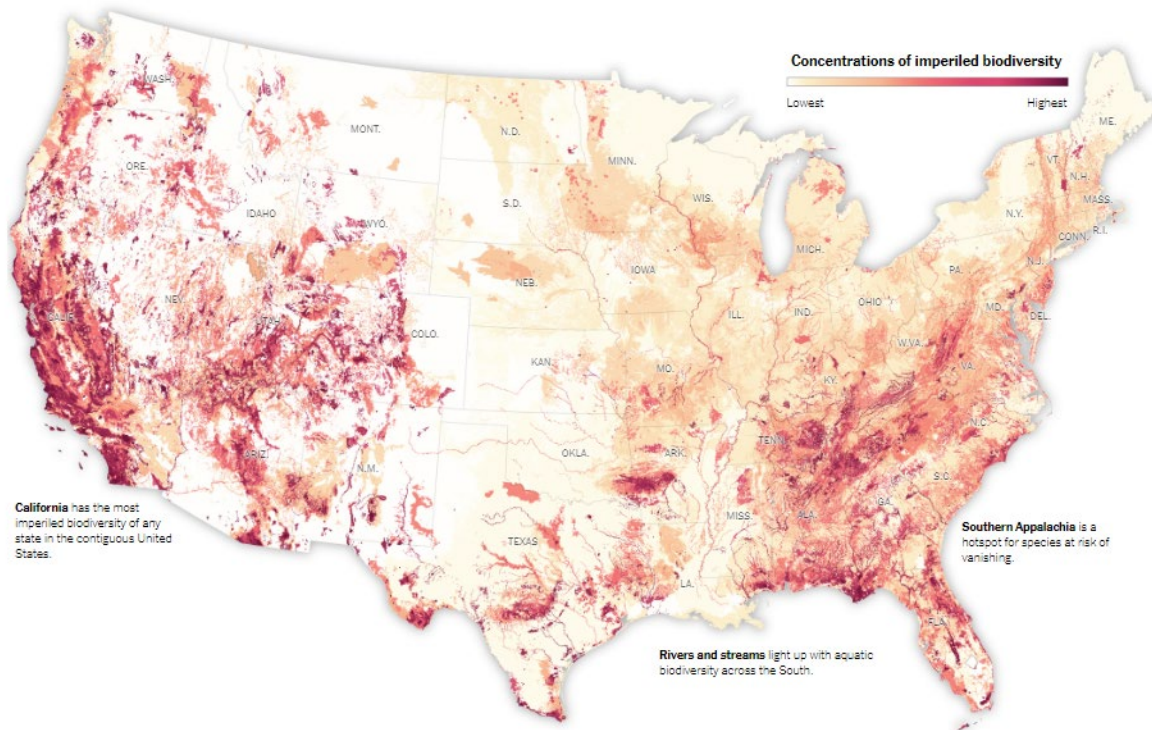 Concentrations of imperiled biodiversity
Lowest
Highest
WASH.
MONT.
N.D.
MINN.
ME.
ORE.
IDAHO
WYO.
S.D.
WIS.
MICH.
N.Y.
VT.
N.H.
MASS.
R.I.
CONN.
NEV.
UTAH
COLO.
NEB.
IOWA
ILL.
IND.
OHIO
PA.
N.J.
MD.
DEL.
CALIF.
KAN.
MO.
KY.
W.VA.
VA.
ARIZ.
N.M.
OKLA.
ARK.
TENN.
N.C.
S.C.
TEXAS
LA.
MISS.
ALA.
GA.
FLA.
California has the most
imperiled biodiversity of any
state in the contiguous United
States.
Southern Appalachia is a
hotspot for species at risk of
vanishing.
Rivers and streams light up with aquatic
biodiversity across the South.